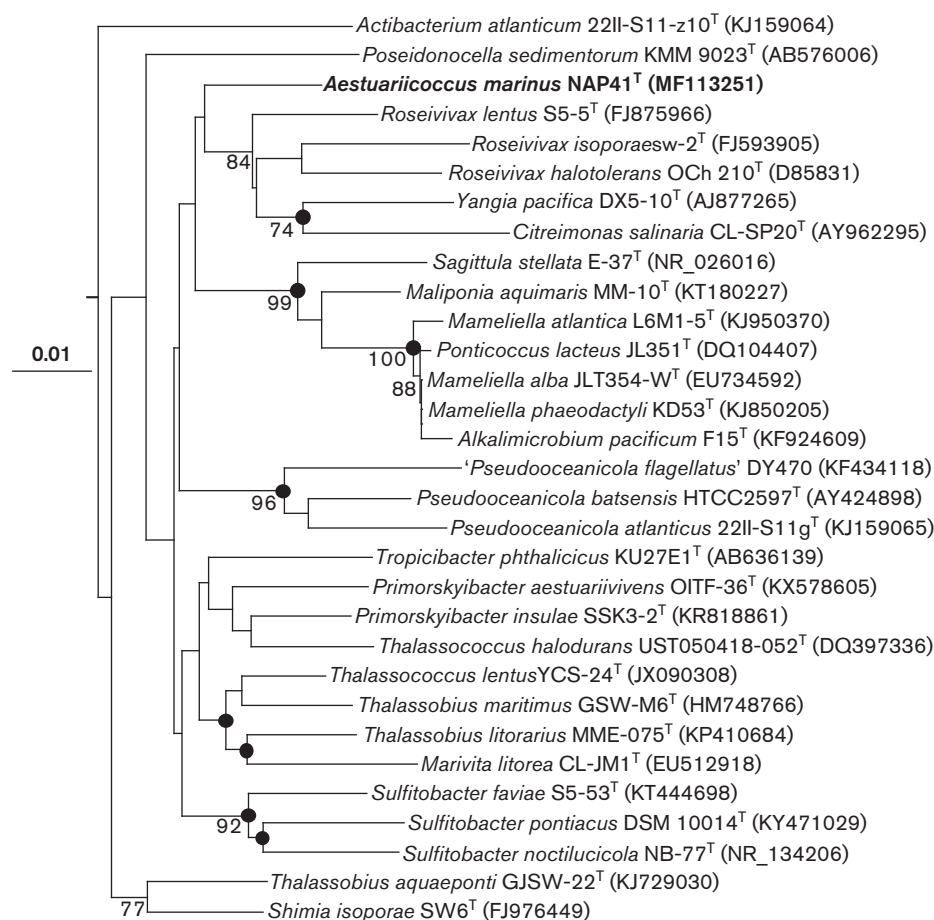 Actibacterium atlanticum 22II-S11-z10ᵀ (KJ159064)
Poseidonocella sedimentorum KMM 9023ᵀ (AB576006)
Aestuariicoccus marinus NAP41ᵀ (MF113251)
Roseivivax lentus S5-5ᵀ (FJ875966)
Roseivivax isoporaesw-2ᵀ (FJ593905)
84
Roseivivax halotolerans OCh 210ᵀ (D85831)
Yangia pacifica DX5-10ᵀ (AJ877265)
74
Citreimonas salinaria CL-SP20ᵀ (AY962295)
Sagittula stellata E-37ᵀ (NR_026016)
99
Maliponia aquimaris MM-10ᵀ (KT180227)
Mameliella atlantica L6M1-5ᵀ (KJ950370)
0.01
100
Ponticoccus lacteus JL351ᵀ (DQ104407)
88
Mameliella alba JLT354-Wᵀ (EU734592)
Mameliella phaeodactyli KD53ᵀ (KJ850205)
Alkalimicrobium pacificum F15ᵀ (KF924609)
‘Pseudooceanicola flagellatus’ DY470 (KF434118)
96
Pseudooceanicola batsensis HTCC2597ᵀ (AY424898)
Pseudooceanicola atlanticus 22II-S11gᵀ (KJ159065)
Tropicibacter phthalicicus KU27E1ᵀ (AB636139)
Primorskyibacter aestuariivivens OITF-36ᵀ (KX578605)
Primorskyibacter insulae SSK3-2ᵀ (KR818861)
Thalassococcus halodurans UST050418-052ᵀ (DQ397336)
Thalassococcus lentusYCS-24ᵀ (JX090308)
Thalassobius maritimus GSW-M6ᵀ (HM748766)
Thalassobius litorarius MME-075ᵀ (KP410684)
Marivita litorea CL-JM1ᵀ (EU512918)
Sulfitobacter faviae S5-53ᵀ (KT444698)
92
Sulfitobacter pontiacus DSM 10014ᵀ (KY471029)
Sulfitobacter noctilucicola NB-77ᵀ (NR_134206)
Thalassobius aquaeponti GJSW-22ᵀ (KJ729030)
77
Shimia isoporae SW6ᵀ (FJ976449)